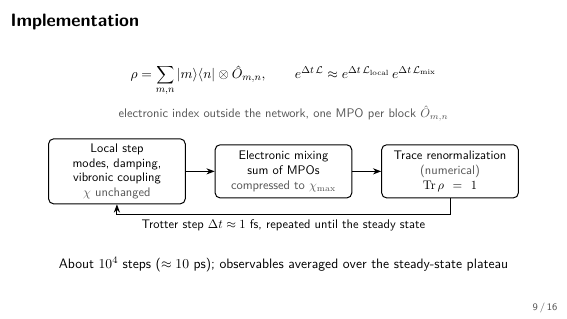 Implementation
ρ = ∑_{m,n} |m⟩⟨n| ⊗ Ô_{m,n},   e^{Δt 𝓛} ≈ e^{Δt 𝓛_local} e^{Δt 𝓛_mix}
electronic index outside the network, one MPO per block Ô_{m,n}
Local step
modes, damping,
vibronic coupling
χ unchanged
Electronic mixing
sum of MPOs
compressed to χ_max
Trace renormalization
(numerical)
Tr ρ = 1
Trotter step Δt ≈ 1 fs, repeated until the steady state
About 10⁴ steps (≈ 10 ps); observables averaged over the steady-state plateau
9 / 16